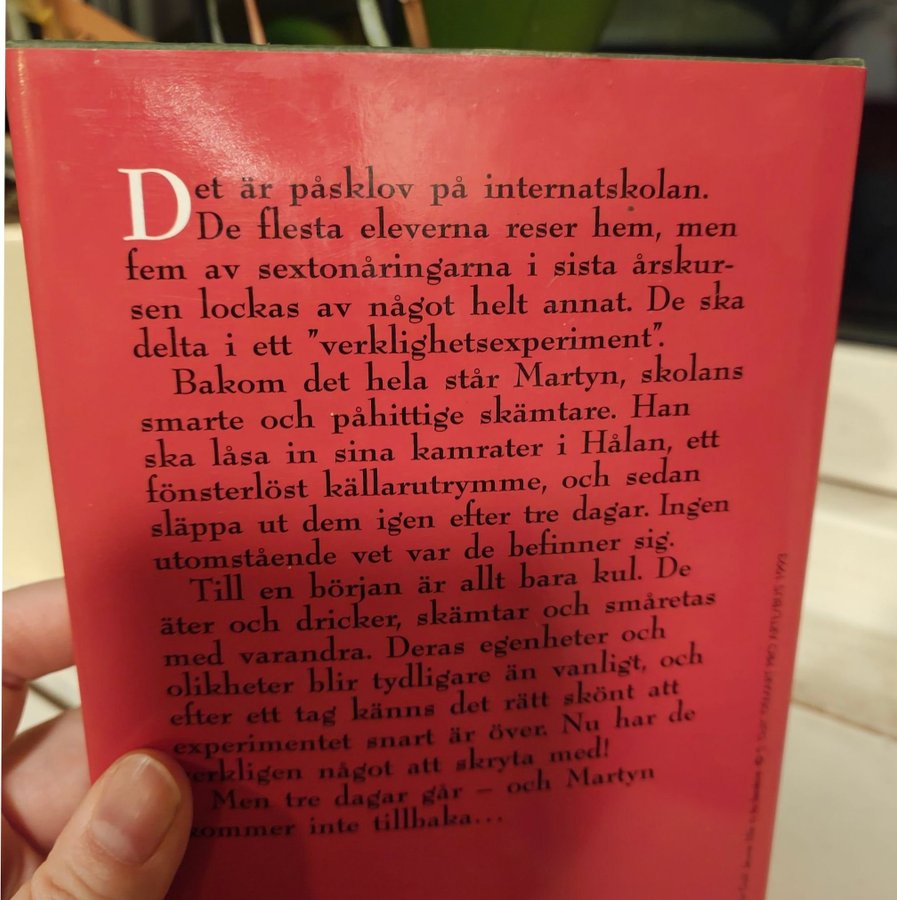 Det är påsklov på internatskolan.
De flesta eleverna reser hem, men
fem av sextonåringarna i sista årskur-
sen lockas av något helt annat. De ska
delta i ett "verklighetsexperiment".
Bakom det hela står Martyn, skolans
smarte och påhittige skämtare. Han
ska låsa in sina kamrater i Hålan, ett
fönsterlöst källarutrymme, och sedan
släppa ut dem igen efter tre dagar. Ingen
utomstående vet var de befinner sig.
Till en början är allt bara kul. De
äter och dricker, skämtar och småretas
med varandra. Deras egenheter och
olikheter blir tydligare än vanligt, och
efter ett tag känns det rätt skönt att
experimentet snart är över. Nu har de
verkligen något att skryta med!
Men tre dagar går – och Martyn
kommer inte tillbaka...